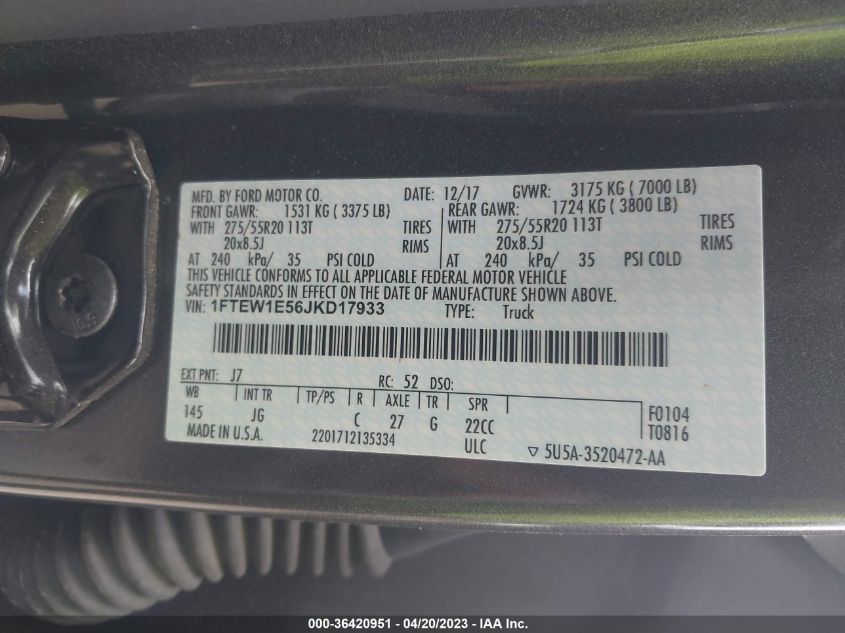 MFD. BY FORD MOTOR CO. DATE: 12/17 GVWR: 3175 KG ( 7000 LB)
FRONT GAWR: 1531 KG ( 3375 LB) REAR GAWR: 1724 KG ( 3800 LB)
WITH 275/55R20 113T TIRES WITH 275/55R20 113T TIRES
20x8.5J RIMS 20x8.5J RIMS
AT 240 kPa/ 35 PSI COLD AT 240 kPa/ 35 PSI COLD
THIS VEHICLE CONFORMS TO ALL APPLICABLE FEDERAL MOTOR VEHICLE
SAFETY STANDARDS IN EFFECT ON THE DATE OF MANUFACTURE SHOWN ABOVE.
VIN: 1FTEW1E56JKD17933 TYPE: Truck
EXT PNT: J7 RC: 52 DSO:
WB INT TR TP/PS R AXLE TR SPR
145 JG C 27 G 22CC F0104
MADE IN U.S.A. 2201712135334 ULC T0816
▽ 5U5A-3520472-AA
000-36420951 - 04/20/2023 - IAA Inc.